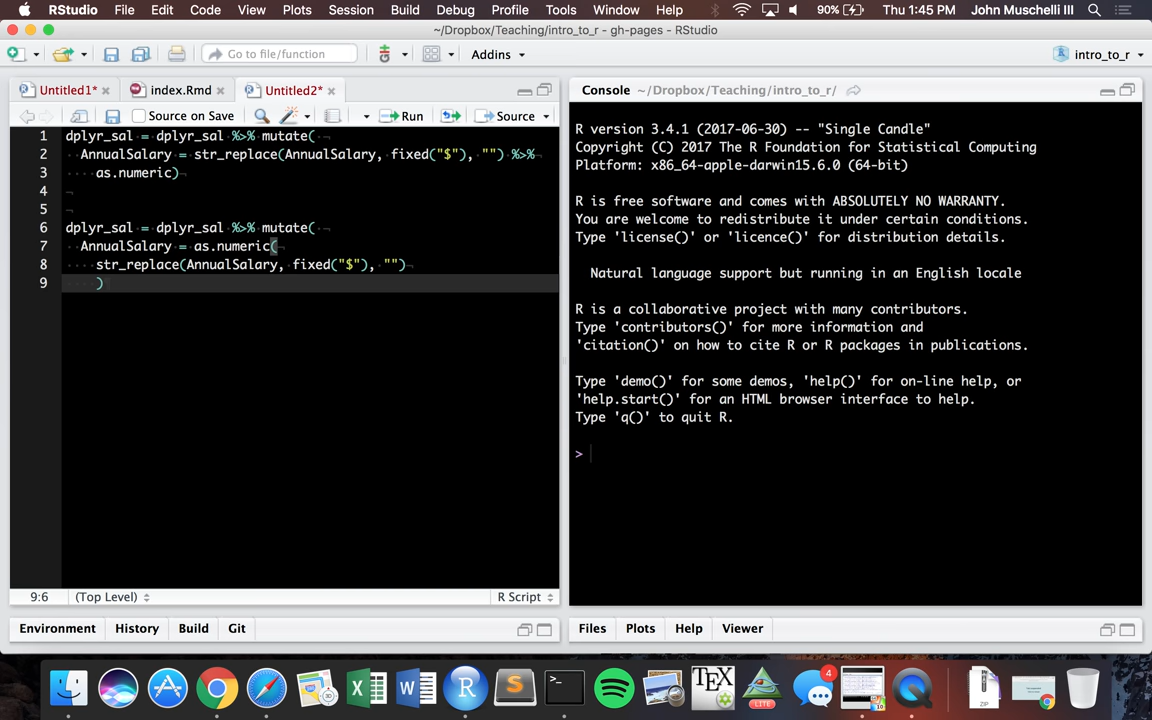 RStudio File Edit Code View Plots Session Build Debug Profile Tools Window Help 90% Thu 1:45 PM John Muschelli III
~/Dropbox/Teaching/intro_to_r - gh-pages - RStudio
Go to file/function Addins intro_to_r
Untitled1* index.Rmd Untitled2*
Source on Save Run Source
1 dplyr_sal = dplyr_sal %>% mutate(
2 AnnualSalary = str_replace(AnnualSalary, fixed("$"), "") %>%
3 as.numeric)
4
5
6 dplyr_sal = dplyr_sal %>% mutate(
7 AnnualSalary = as.numeric(
8 str_replace(AnnualSalary, fixed("$"), "")
9 )
9:6 (Top Level) R Script
Environment History Build Git
Console ~/Dropbox/Teaching/intro_to_r/
R version 3.4.1 (2017-06-30) -- "Single Candle"
Copyright (C) 2017 The R Foundation for Statistical Computing
Platform: x86_64-apple-darwin15.6.0 (64-bit)
R is free software and comes with ABSOLUTELY NO WARRANTY.
You are welcome to redistribute it under certain conditions.
Type 'license()' or 'licence()' for distribution details.
Natural language support but running in an English locale
R is a collaborative project with many contributors.
Type 'contributors()' for more information and
'citation()' on how to cite R or R packages in publications.
Type 'demo()' for some demos, 'help()' for on-line help, or
'help.start()' for an HTML browser interface to help.
Type 'q()' to quit R.
>
Files Plots Help Viewer
X W R S >_ TEX LITE 4 ZIP